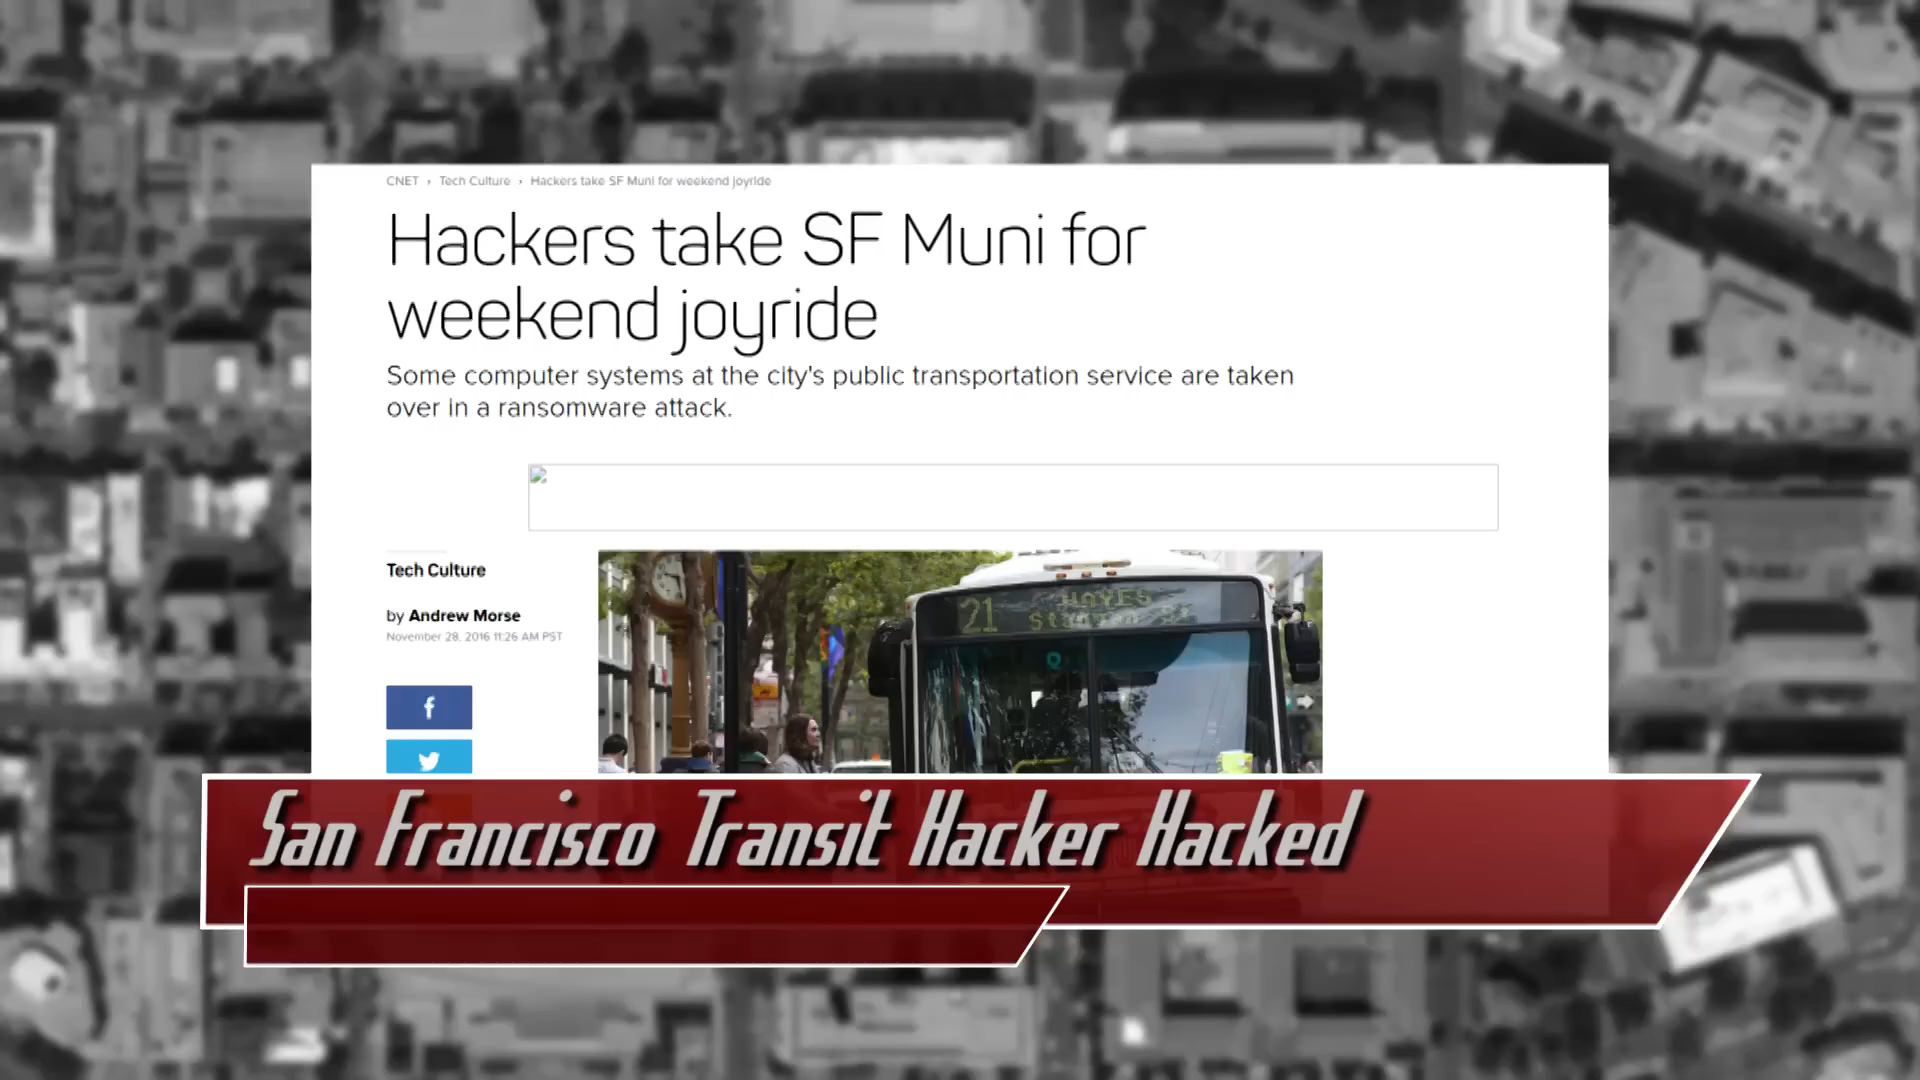 CNET › Tech Culture › Hackers take SF Muni for weekend joyride
Hackers take SF Muni for
weekend joyride
Some computer systems at the city's public transportation service are taken
over in a ransomware attack.
Tech Culture
by Andrew Morse
November 28, 2016 11:26 AM PST
21 HAYES
San Francisco Transit Hacker Hacked